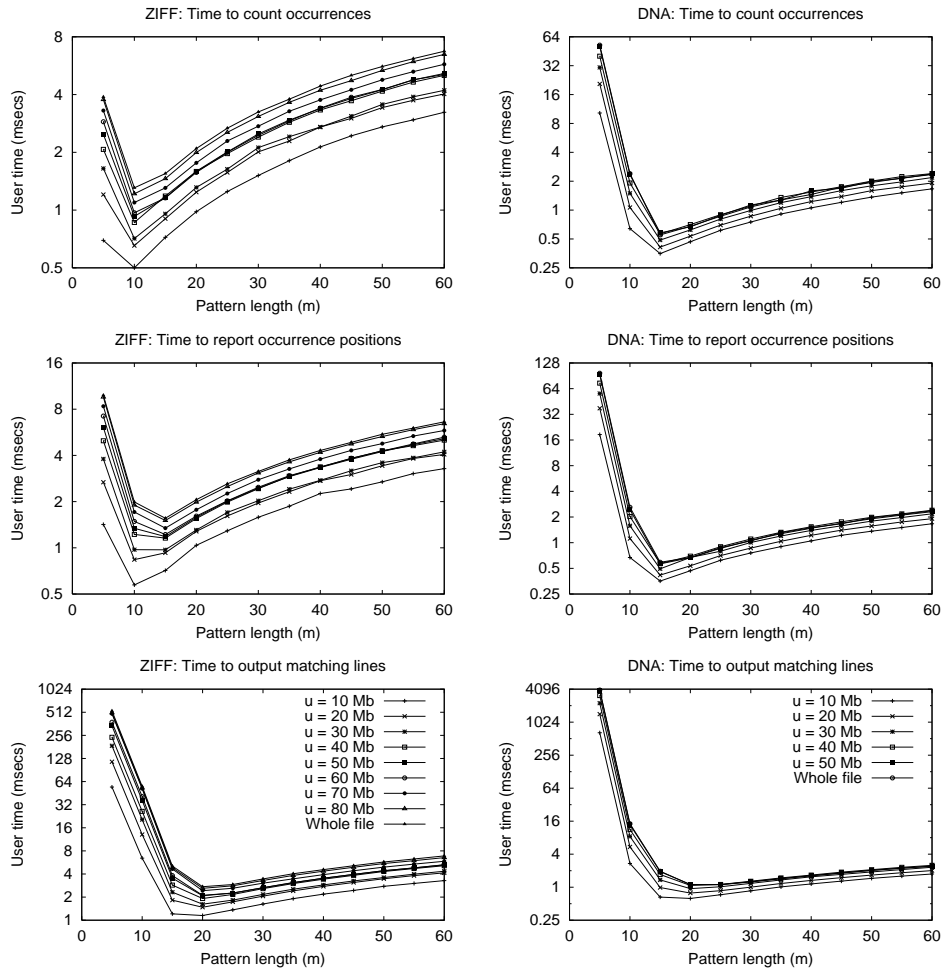 ZIFF: Time to count occurrences
User time (msecs)
8
4
2
1
0.5
0 10 20 30 40 50 60
Pattern length (m)
DNA: Time to count occurrences
User time (msecs)
64
32
16
8
4
2
1
0.5
0.25
0 10 20 30 40 50 60
Pattern length (m)
ZIFF: Time to report occurrence positions
User time (msecs)
16
8
4
2
1
0.5
0 10 20 30 40 50 60
Pattern length (m)
DNA: Time to report occurrence positions
User time (msecs)
128
64
32
16
8
4
2
1
0.5
0.25
0 10 20 30 40 50 60
Pattern length (m)
ZIFF: Time to output matching lines
User time (msecs)
1024
512
256
128
64
32
16
8
4
2
1
0 10 20 30 40 50 60
Pattern length (m)
u = 10 Mb
u = 20 Mb
u = 30 Mb
u = 40 Mb
u = 50 Mb
u = 60 Mb
u = 70 Mb
u = 80 Mb
Whole file
DNA: Time to output matching lines
User time (msecs)
4096
1024
256
64
16
4
1
0.25
0 10 20 30 40 50 60
Pattern length (m)
u = 10 Mb
u = 20 Mb
u = 30 Mb
u = 40 Mb
u = 50 Mb
Whole file